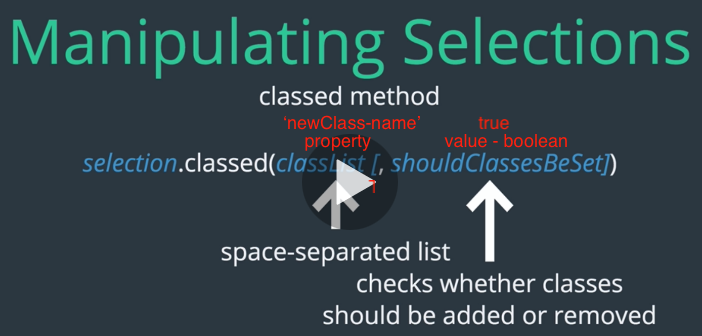 Manipulating Selections
classed method
‘newClass-name’ true
property value - boolean
selection.classed(classList [, shouldClassesBeSet])
space-separated list
checks whether classes
should be added or removed